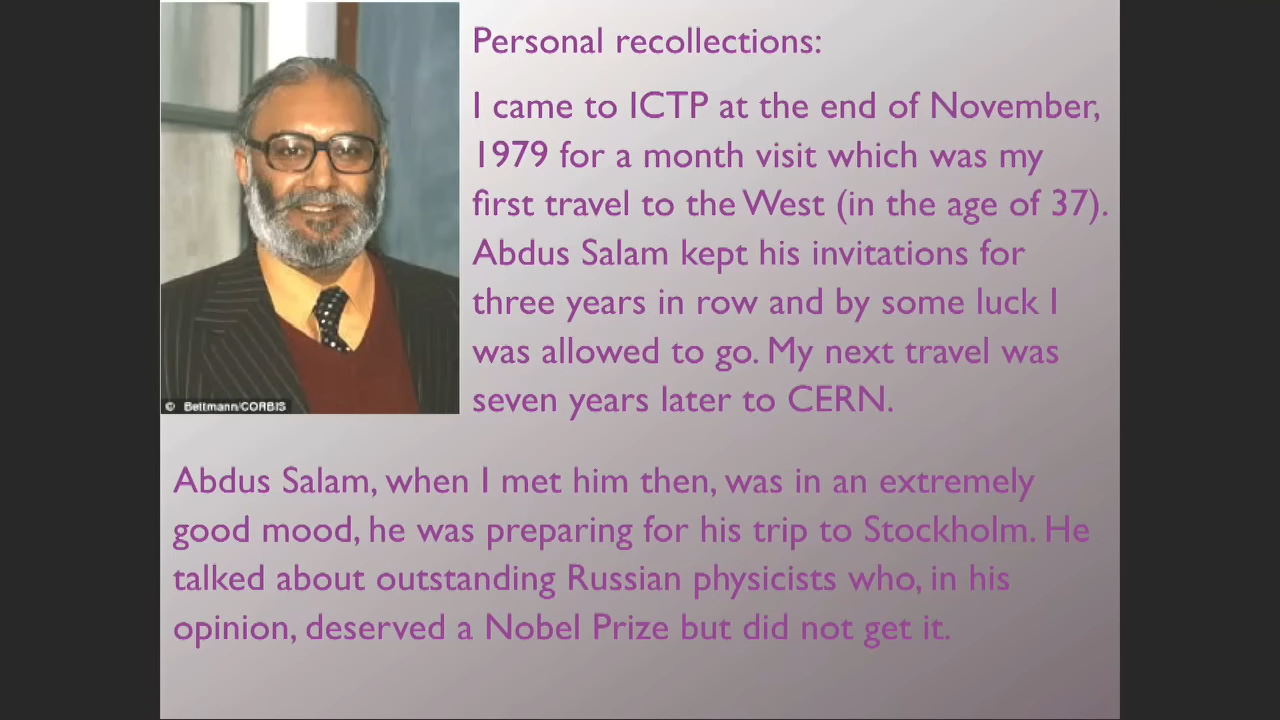 Personal recollections:
I came to ICTP at the end of November,
1979 for a month visit which was my
first travel to the West (in the age of 37).
Abdus Salam kept his invitations for
three years in row and by some luck I
was allowed to go. My next travel was
seven years later to CERN.
© Bettmann/CORBIS
Abdus Salam, when I met him then, was in an extremely
good mood, he was preparing for his trip to Stockholm. He
talked about outstanding Russian physicists who, in his
opinion, deserved a Nobel Prize but did not get it.